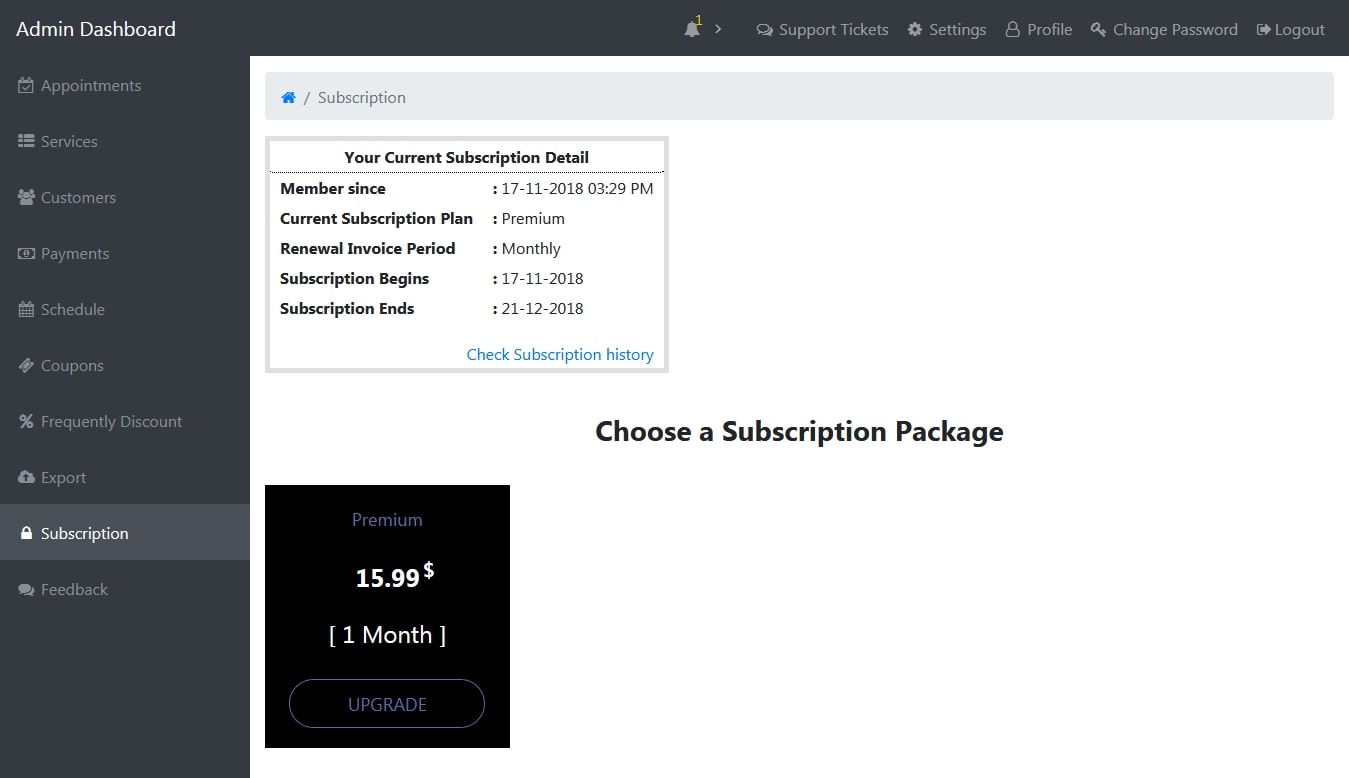 Admin Dashboard
1
Support Tickets
Settings
Profile
Change Password
Logout
Appointments
Services
Customers
Payments
Schedule
Coupons
Frequently Discount
Export
Subscription
Feedback
/ Subscription
Your Current Subscription Detail
Member since : 17-11-2018 03:29 PM
Current Subscription Plan : Premium
Renewal Invoice Period : Monthly
Subscription Begins : 17-11-2018
Subscription Ends : 21-12-2018
Check Subscription history
Choose a Subscription Package
Premium
15.99$
[ 1 Month ]
UPGRADE